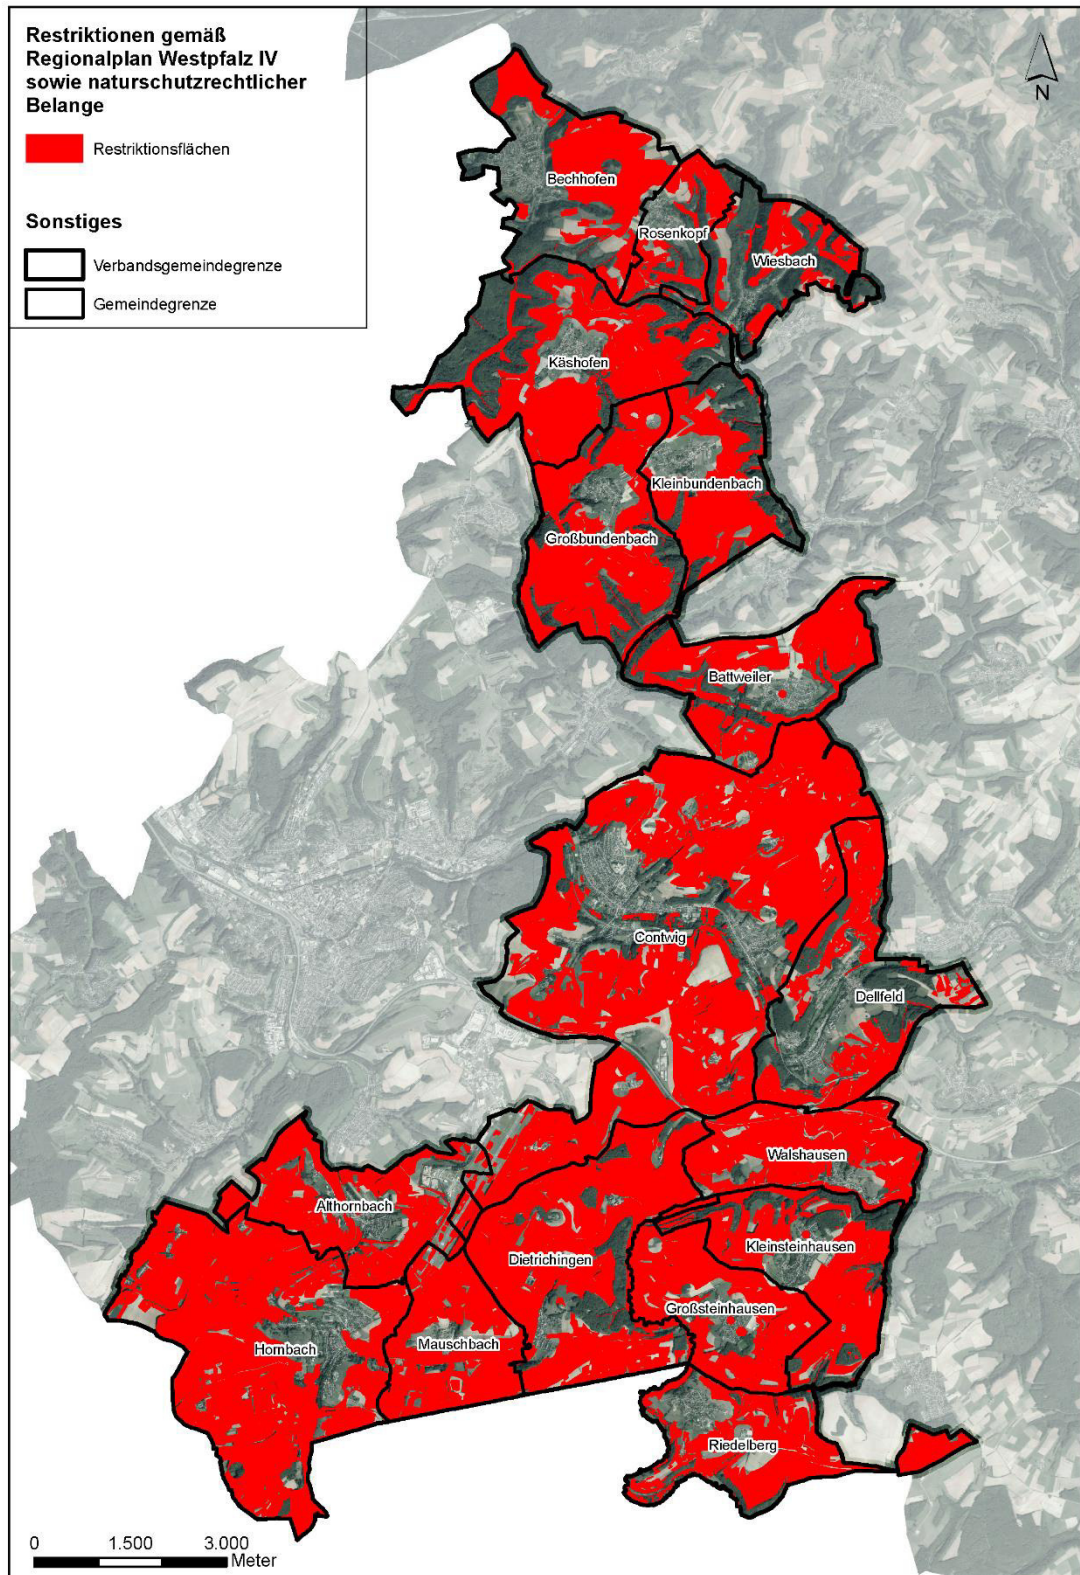 Restriktionen gemäß
Regionalplan Westpfalz IV
sowie naturschutzrechtlicher
Belange
Restriktionsflächen
Sonstiges
Verbandsgemeindegrenze
Gemeindegrenze
N
Bechhofen
Rosenkopf
Wiesbach
Käshofen
Kleinbundenbach
Großbundenbach
Battweiler
Contwig
Dellfeld
Walshausen
Althornbach
Dietrichingen
Kleinsteinhausen
Großsteinhausen
Hornbach
Mauschbach
Riedelberg
0 1.500 3.000
Meter